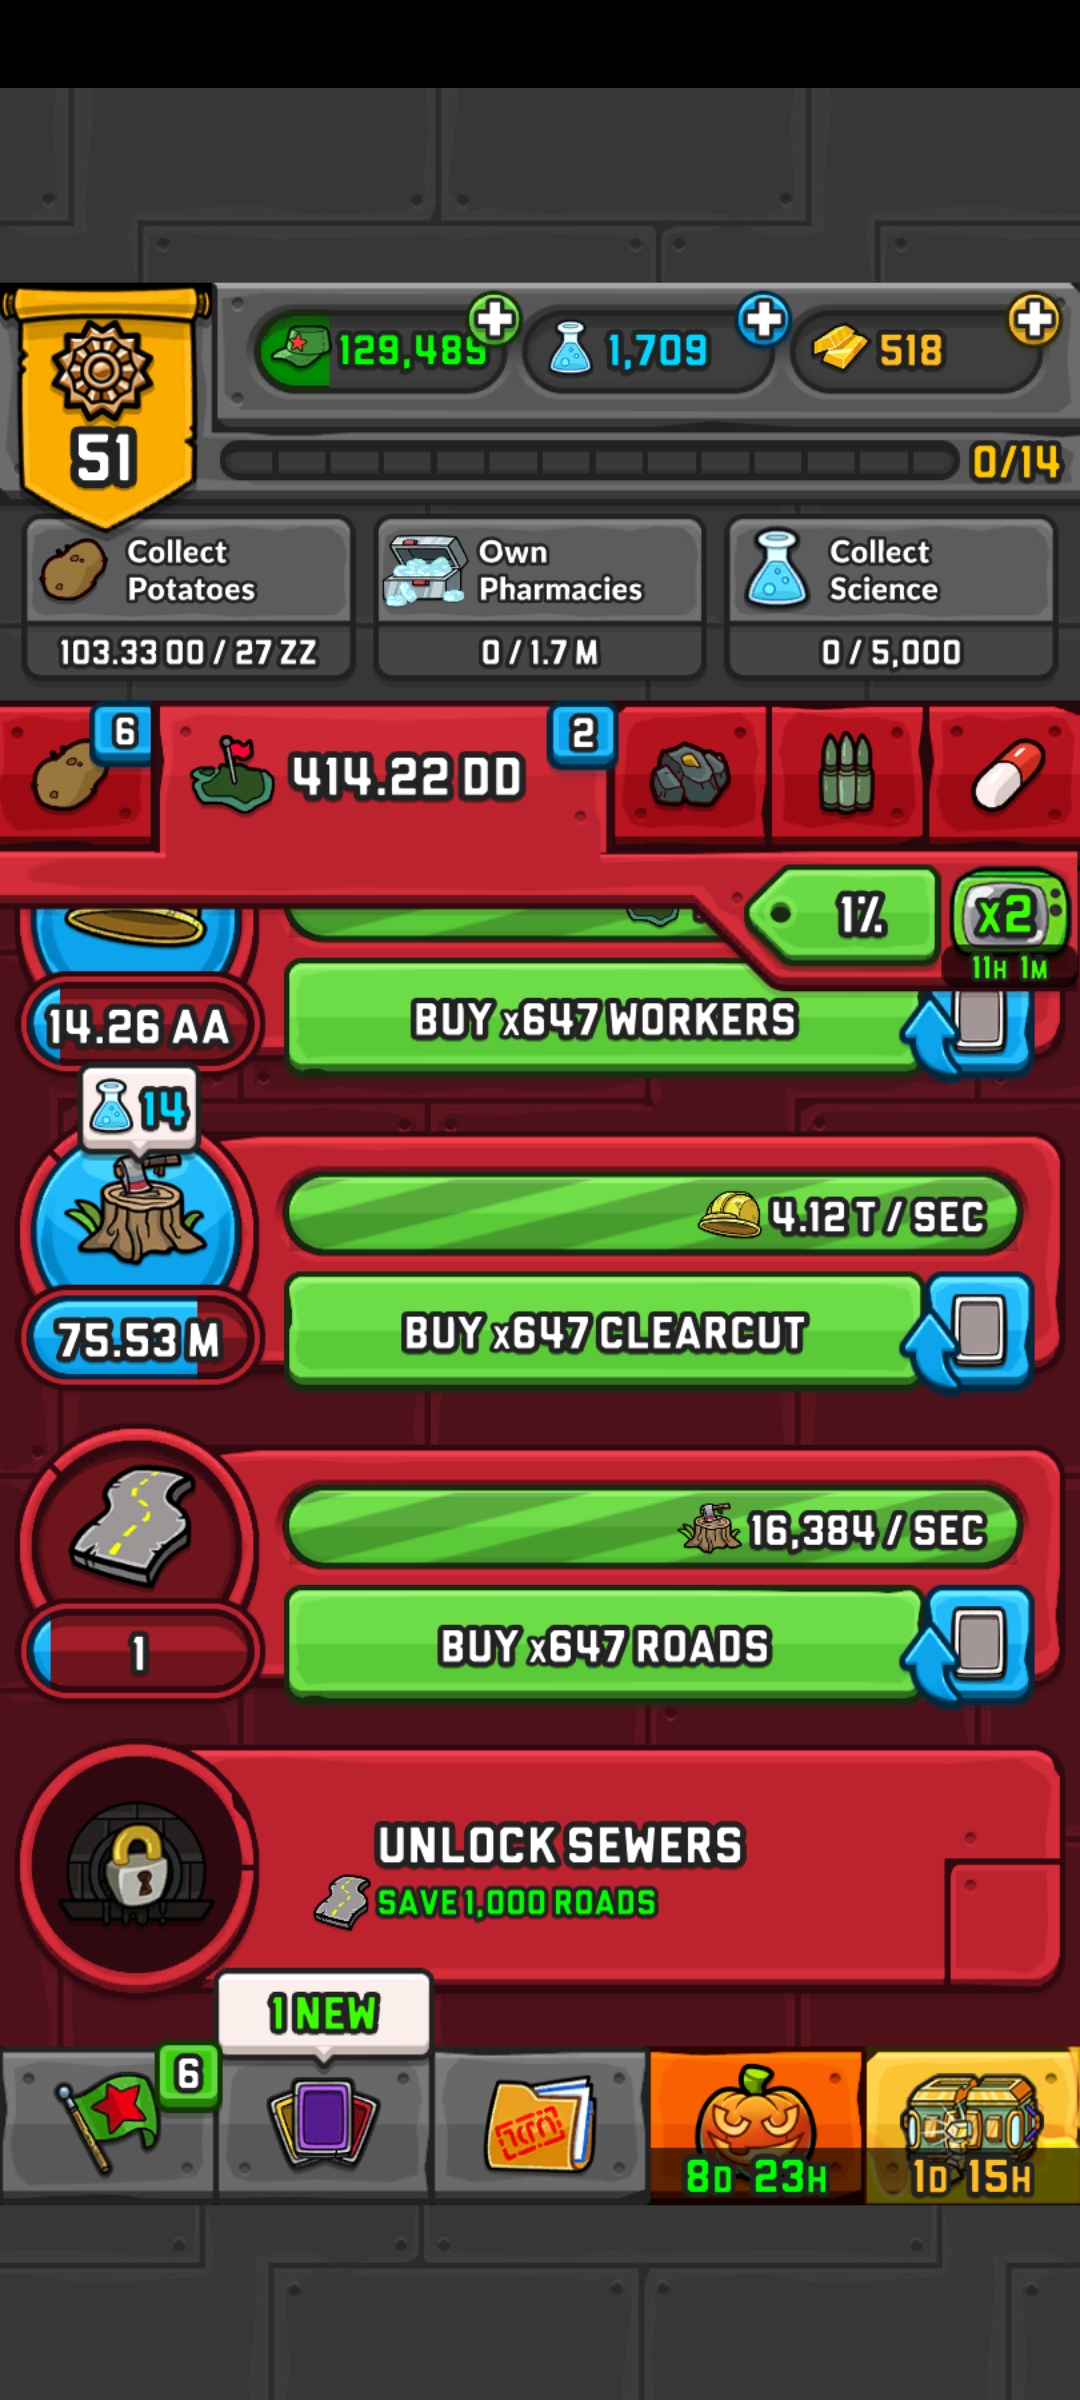 51
129,489
1,709
518
0/14
Collect
Potatoes
103.33 OO / 27 ZZ
Own
Pharmacies
0 / 1.7 M
Collect
Science
0 / 5,000
6
414.22 DD
2
1%
x2
11H 1M
14.26 AA
BUY x647 WORKERS
14
4.12 T / SEC
75.53 M
BUY x647 CLEARCUT
16,384 / SEC
1
BUY x647 ROADS
UNLOCK SEWERS
SAVE 1,000 ROADS
1 NEW
6
8D 23H
1D 15H